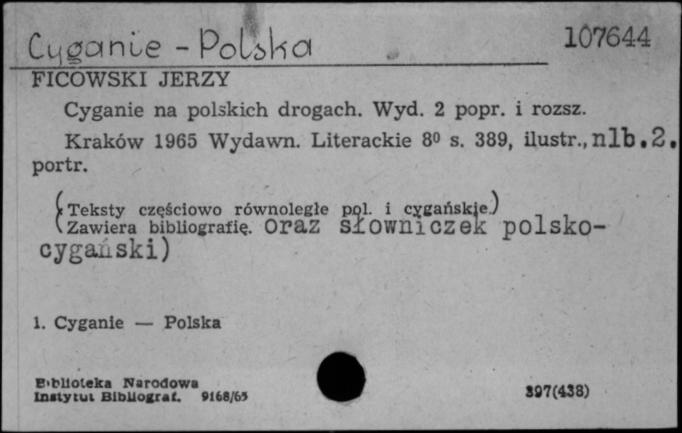 Cyganie - Polska
107644
FICOWSKI JERZY
Cyganie na polskich drogach. Wyd. 2 popr. i rozsz.
Kraków 1965 Wydawn. Literackie 8⁰ s. 389, ilustr., nlb.2.
portr.
(Teksty częściowo równoległe pol. i cygańskie.)
(Zawiera bibliografię. oraz słowniczek polsko-
cygański)
1. Cyganie — Polska
Biblioteka Narodowa
Instytut Bibliograf. 9168/65
397(438)